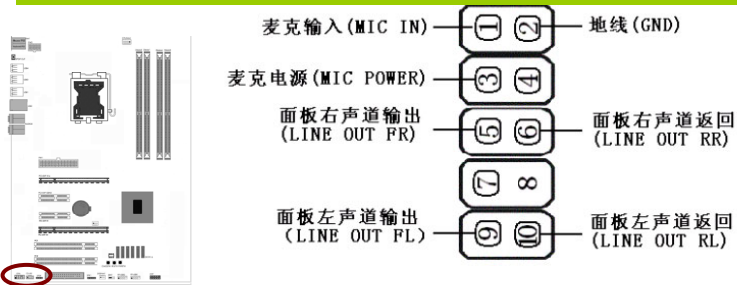 麦克输入(MIC IN)
① ②
地线(GND)
麦克电源(MIC POWER)
③ ④
面板右声道输出
(LINE OUT FR)
⑤ ⑥
面板右声道返回
(LINE OUT RR)
⑦ 8
面板左声道输出
(LINE OUT FL)
⑨ ⑩
面板左声道返回
(LINE OUT RL)